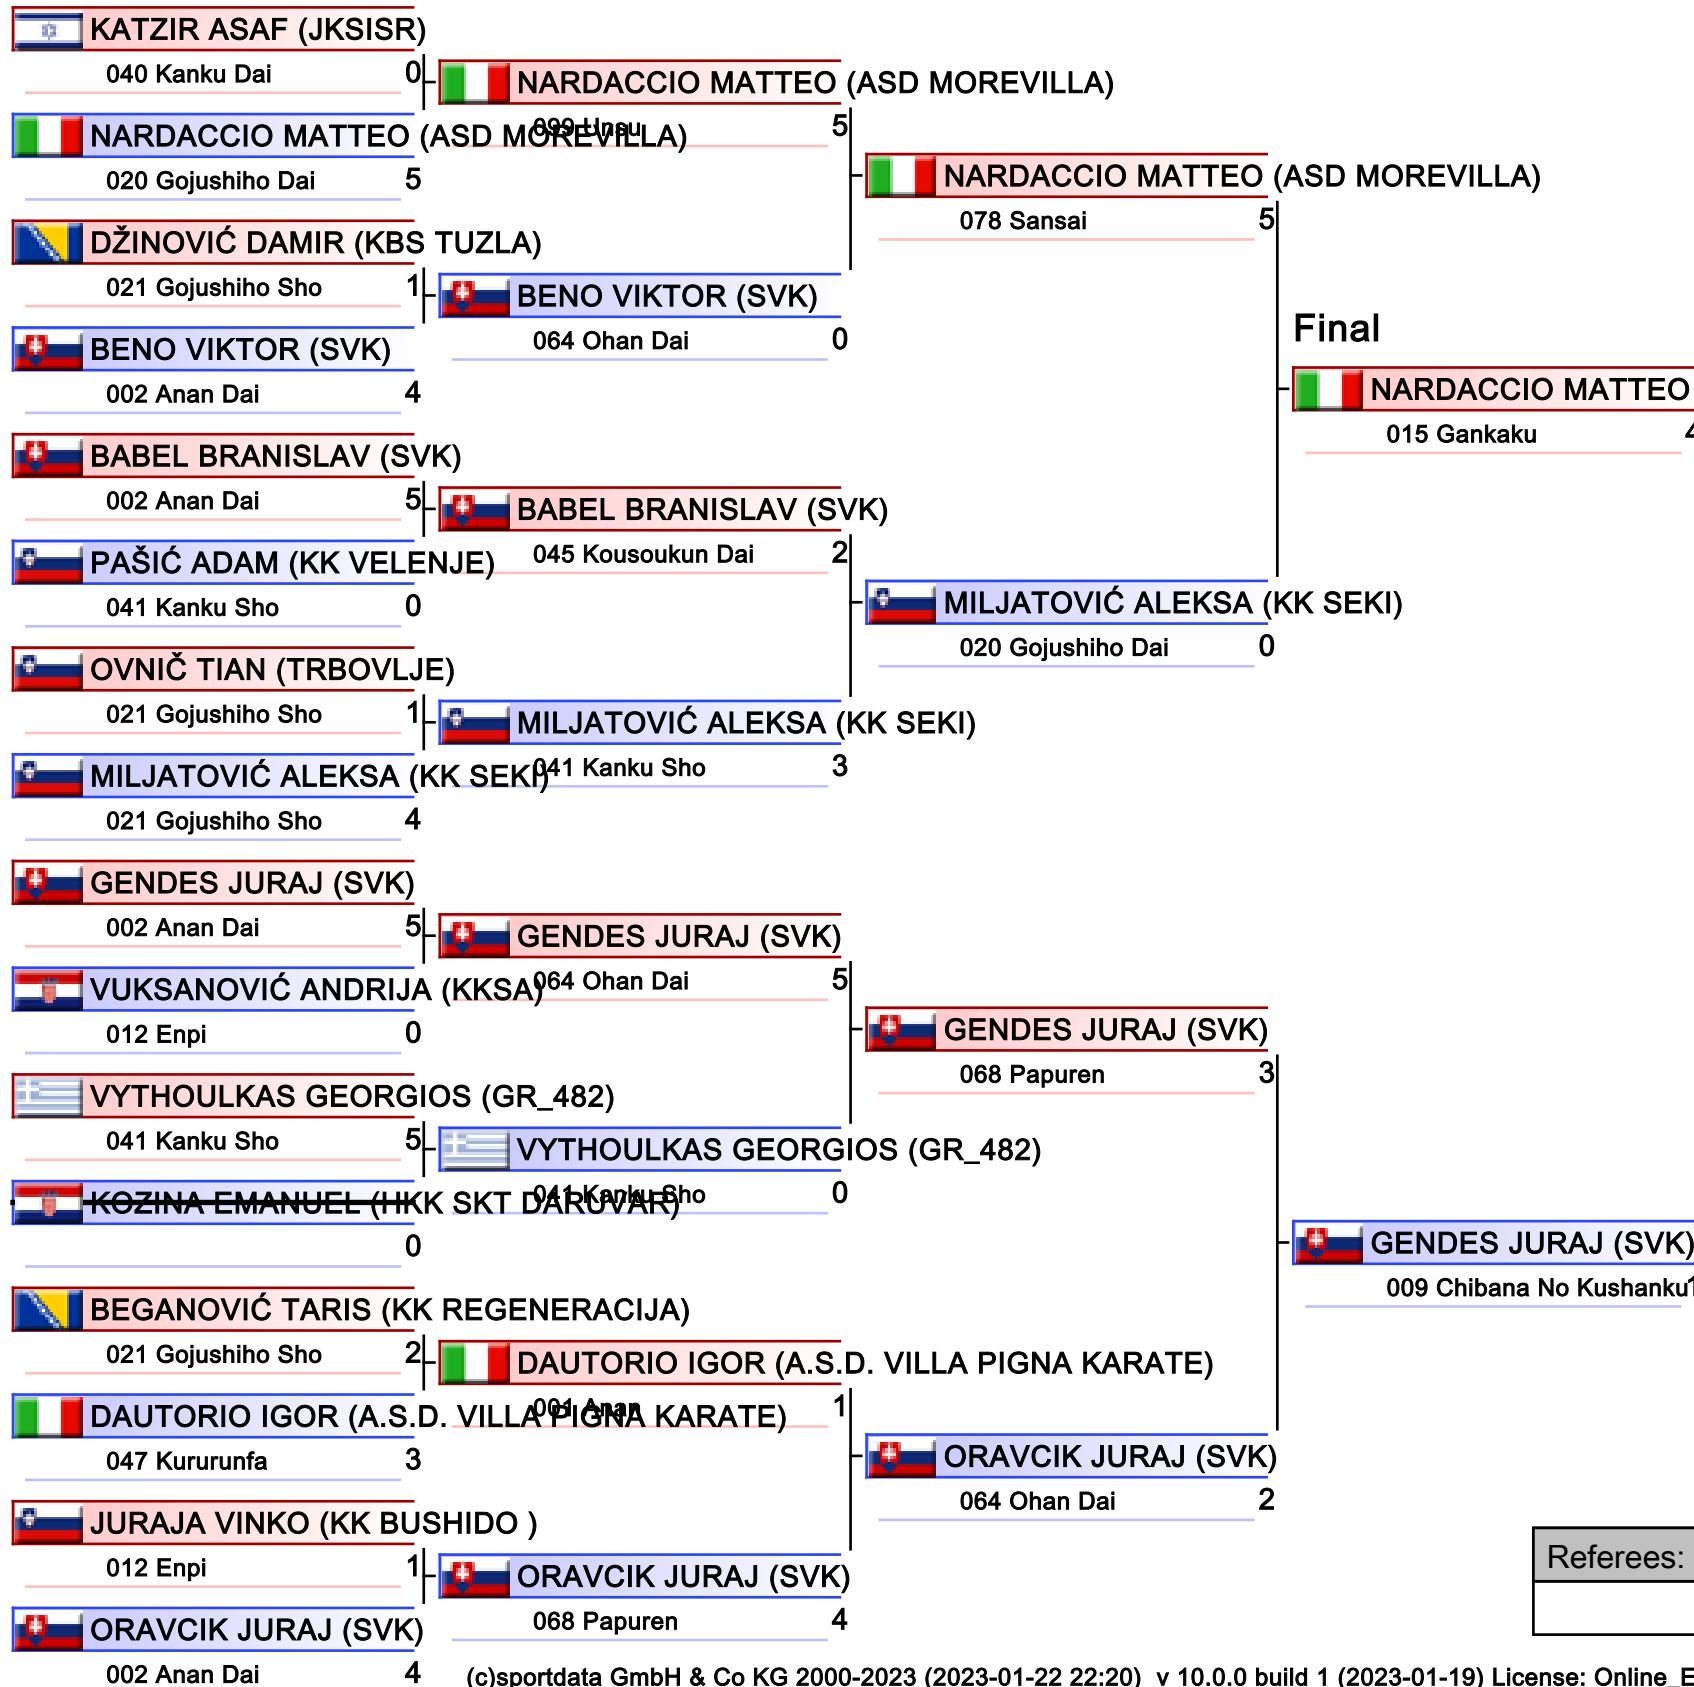 KATZIR ASAF (JKSISR)
040 Kanku Dai 0
NARDACCIO MATTEO (ASD MOREVILLA)
020 Gojushiho Dai 5
DŽINOVIĆ DAMIR (KBS TUZLA)
021 Gojushiho Sho 1
BENO VIKTOR (SVK)
002 Anan Dai 4
BABEL BRANISLAV (SVK)
002 Anan Dai 5
PAŠIĆ ADAM (KK VELENJE)
041 Kanku Sho 0
OVNIČ TIAN (TRBOVLJE)
021 Gojushiho Sho 1
MILJATOVIĆ ALEKSA (KK SEKI)
021 Gojushiho Sho 4
GENDES JURAJ (SVK)
002 Anan Dai 5
VUKSANOVIĆ ANDRIJA (KKSA)
012 Enpi 0
VYTHOULKAS GEORGIOS (GR_482)
041 Kanku Sho 5
KOZINA EMANUEL (HKK SKT DARUVAR)
0
BEGANOVIĆ TARIS (KK REGENERACIJA)
021 Gojushiho Sho 2
DAUTORIO IGOR (A.S.D. VILLA PIGNA KARATE)
047 Kururunfa 3
JURAJA VINKO (KK BUSHIDO )
012 Enpi 1
ORAVCIK JURAJ (SVK)
002 Anan Dai 4
NARDACCIO MATTEO (ASD MOREVILLA)
099 Unsu 5
BENO VIKTOR (SVK)
064 Ohan Dai 0
BABEL BRANISLAV (SVK)
045 Kousoukun Dai 2
MILJATOVIĆ ALEKSA (KK SEKI)
041 Kanku Sho 3
GENDES JURAJ (SVK)
064 Ohan Dai 5
VYTHOULKAS GEORGIOS (GR_482)
041 Kanku Sho 0
DAUTORIO IGOR (A.S.D. VILLA PIGNA KARATE)
001 Anan 1
ORAVCIK JURAJ (SVK)
068 Papuren 4
NARDACCIO MATTEO (ASD MOREVILLA)
078 Sansai 5
MILJATOVIĆ ALEKSA (KK SEKI)
020 Gojushiho Dai 0
GENDES JURAJ (SVK)
068 Papuren 3
ORAVCIK JURAJ (SVK)
064 Ohan Dai 2
Final
NARDACCIO MATTEO
015 Gankaku 4
GENDES JURAJ (SVK)
009 Chibana No Kushanku 1
Referees:
(c)sportdata GmbH & Co KG 2000-2023 (2023-01-22 22:20) v 10.0.0 build 1 (2023-01-19) License: Online_E